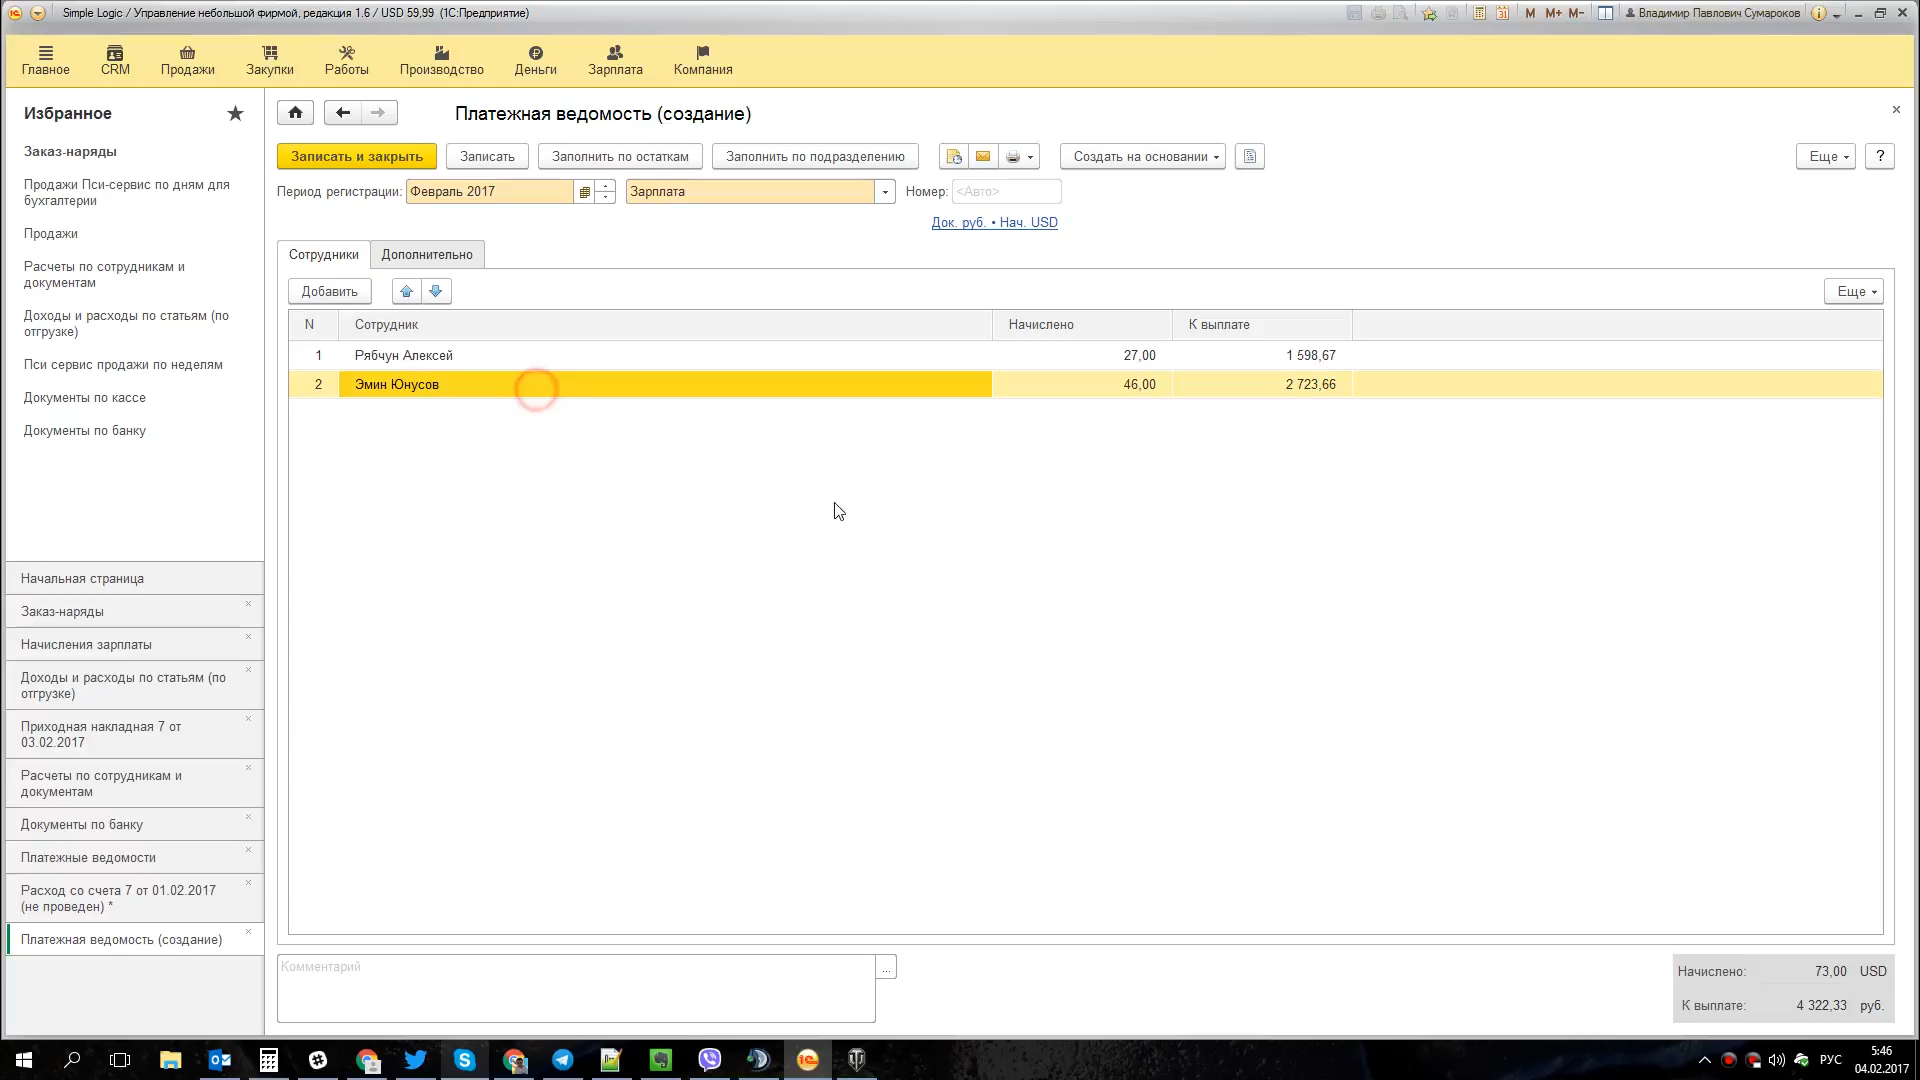 Simple Logic / Управление небольшой фирмой, редакция 1.6 / USD 59,99 (1С:Предприятие)
M M+ M- Владимир Павлович Сумароков
Главное CRM Продажи Закупки Работы Производство Деньги Зарплата Компания
Избранное
Заказ-наряды
Продажи Пси-сервис по дням для
бухгалтерии
Продажи
Расчеты по сотрудникам и
документам
Доходы и расходы по статьям (по
отгрузке)
Пси сервис продажи по неделям
Документы по кассе
Документы по банку
Начальная страница
Заказ-наряды
Начисления зарплаты
Доходы и расходы по статьям (по
отгрузке)
Приходная накладная 7 от
03.02.2017
Расчеты по сотрудникам и
документам
Документы по банку
Платежные ведомости
Расход со счета 7 от 01.02.2017
(не проведен) *
Платежная ведомость (создание)
Платежная ведомость (создание)
Записать и закрыть Записать Заполнить по остаткам Заполнить по подразделению Создать на основании Еще ?
Период регистрации: Февраль 2017 Зарплата Номер: <Авто>
Док. руб. • Нач. USD
Сотрудники Дополнительно
Добавить Еще
N Сотрудник Начислено К выплате
1 Рябчун Алексей 27,00 1 598,67
2 Эмин Юнусов 46,00 2 723,66
Комментарий ...
Начислено: 73,00 USD
К выплате: 4 322,33 руб.
РУС
5:46
04.02.2017